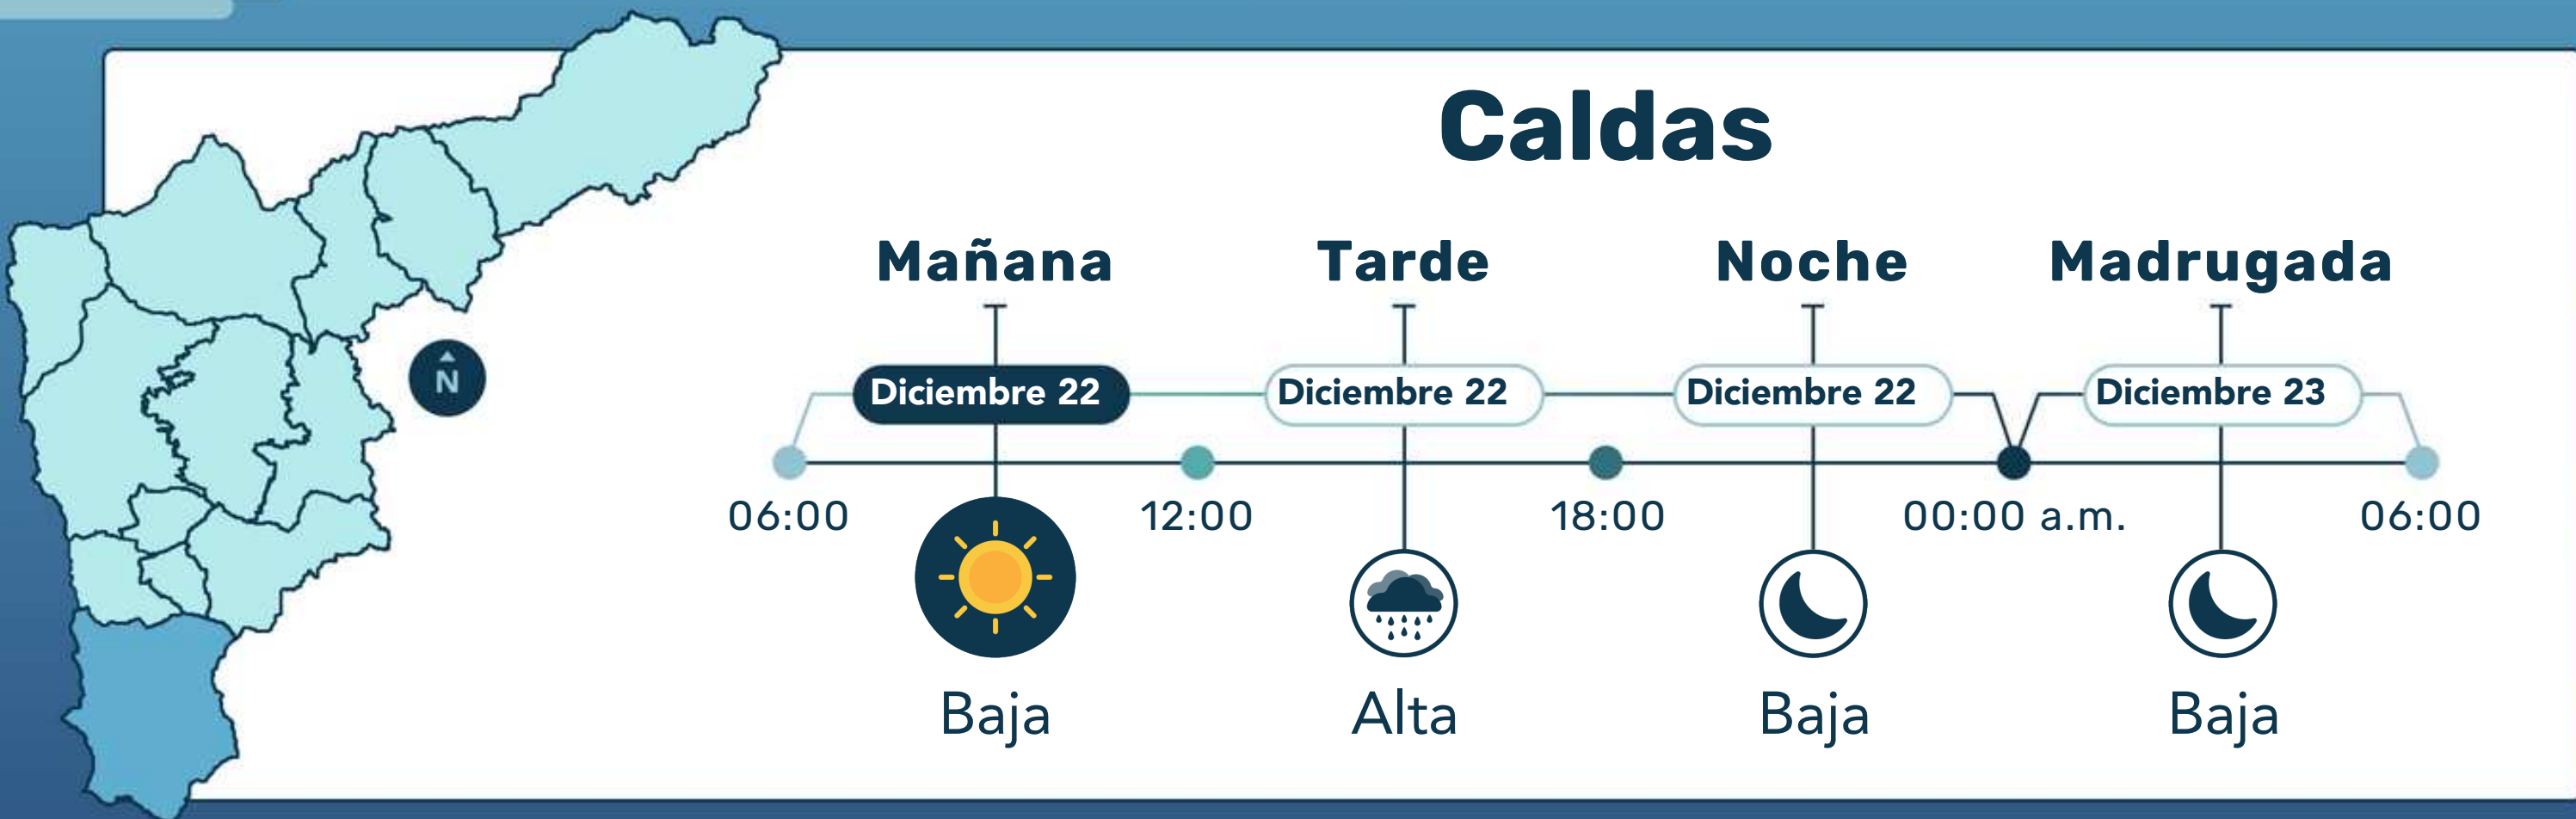 Caldas
Mañana Tarde Noche Madrugada
Diciembre 22 Diciembre 22 Diciembre 22 Diciembre 23
N
06:00 12:00 18:00 00:00 a.m. 06:00
Baja Alta Baja Baja